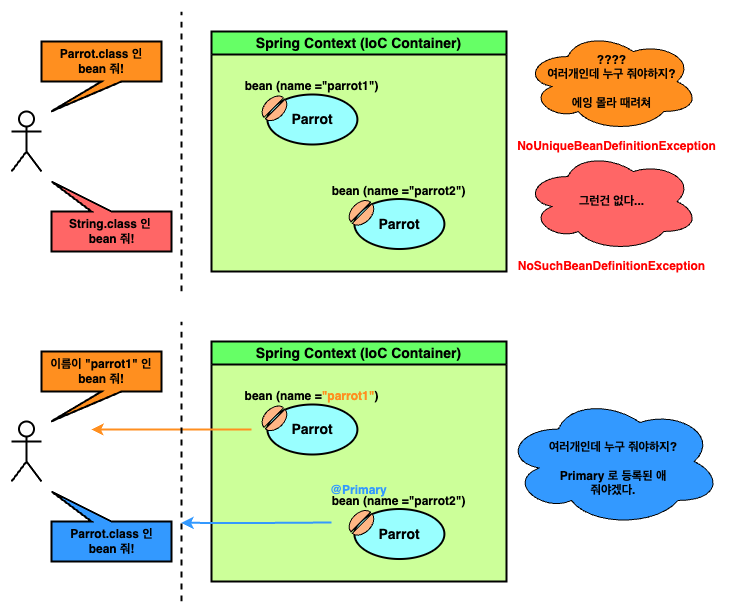 Parrot.class 인
bean 줘!
Spring Context (IoC Container)
bean (name ="parrot1")
Parrot
bean (name ="parrot2")
Parrot
????
여러개인데 누구 줘야하지?
에잉 몰라 때려쳐
NoUniqueBeanDefinitionException
String.class 인
bean 줘!
그런건 없다...
NoSuchBeanDefinitionException
이름이 "parrot1" 인
bean 줘!
Spring Context (IoC Container)
bean (name ="parrot1")
Parrot
@Primary
bean (name ="parrot2")
Parrot
Parrot.class 인
bean 줘!
여러개인데 누구 줘야하지?
Primary 로 등록된 애
줘야겠다.